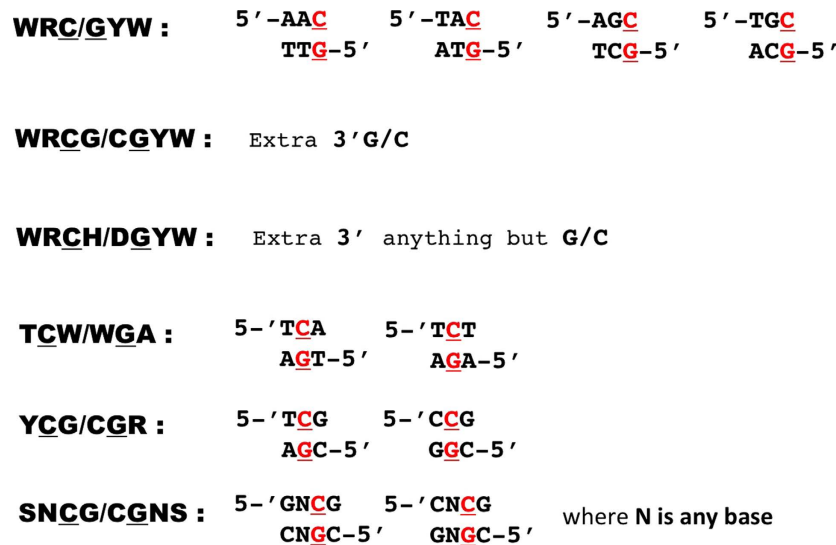 WRC/GYW : 5′-AAC 5′-TAC 5′-AGC 5′-TGC
TTG-5′ ATG-5′ TCG-5′ ACG-5′
WRCG/CGYW : Extra 3′G/C
WRCH/DGYW : Extra 3′ anything but G/C
TCW/WGA : 5-′TCA 5-′TCT
AGT-5′ AGA-5′
YCG/CGR : 5-′TCG 5-′CCG
AGC-5′ GGC-5′
SNCG/CGNS : 5-′GNCG 5-′CNCG where N is any base
CNGC-5′ GNGC-5′